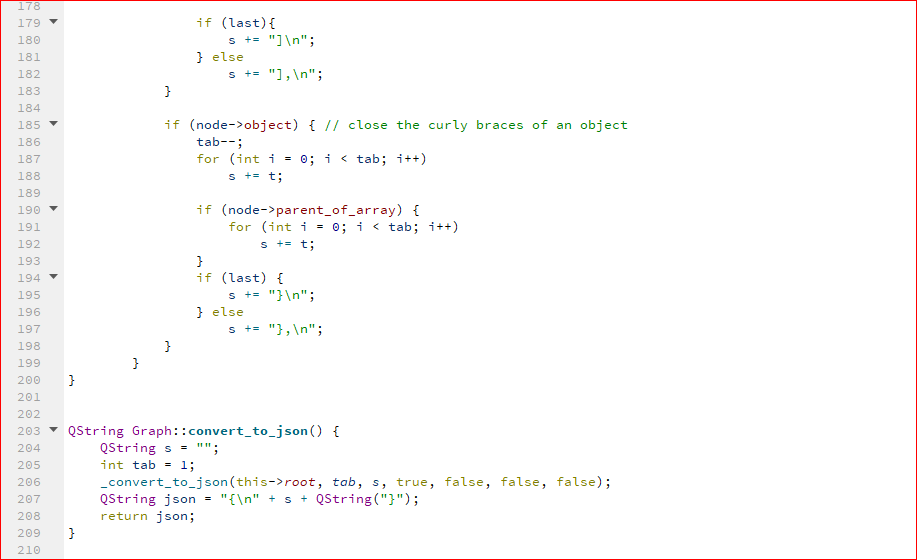 178
179 if (last){
180 s += "]\n";
181 } else
182 s += "],\n";
183 }
184
185 if (node->object) { // close the curly braces of an object
186 tab--;
187 for (int i = 0; i < tab; i++)
188 s += t;
189
190 if (node->parent_of_array) {
191 for (int i = 0; i < tab; i++)
192 s += t;
193 }
194 if (last) {
195 s += "}\n";
196 } else
197 s += "},\n";
198 }
199 }
200 }
201
202
203 QString Graph::convert_to_json() {
204 QString s = "";
205 int tab = 1;
206 _convert_to_json(this->root, tab, s, true, false, false, false);
207 QString json = "{\n" + s + QString("}");
208 return json;
209 }
210